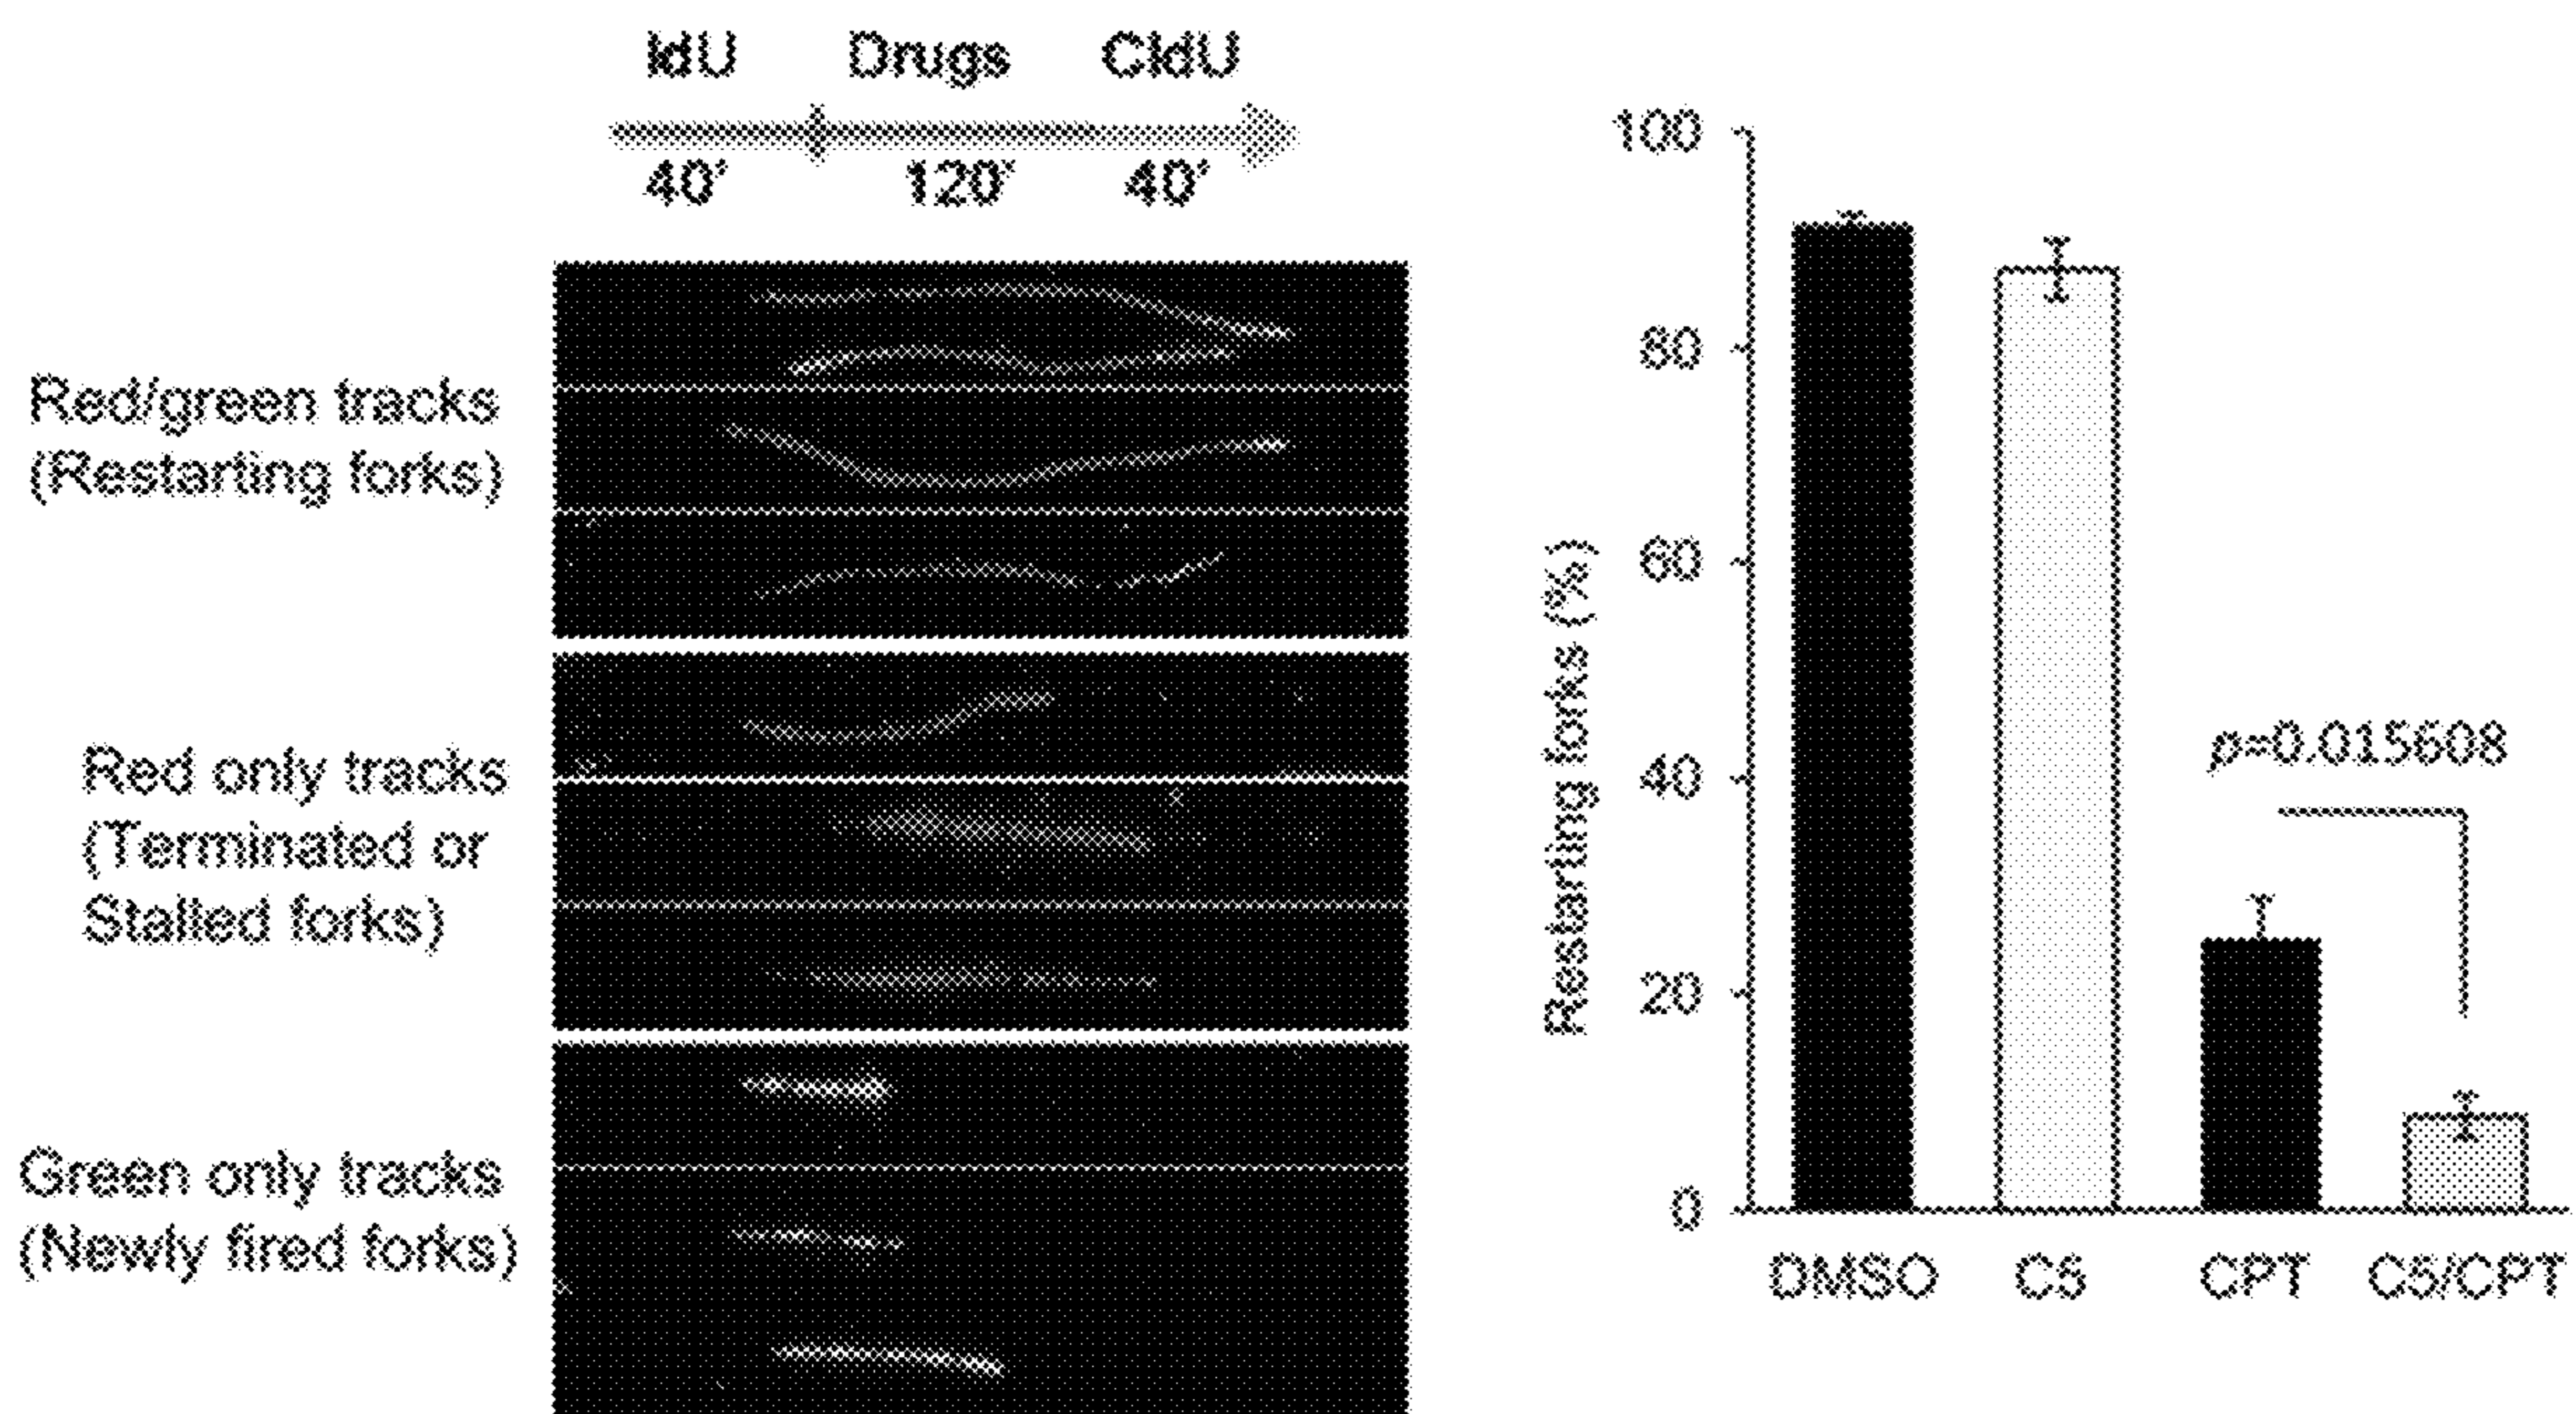 IdU Drugs CldU
40' 120' 40'
Red/green tracks
(Restarting forks)
Red only tracks
(Terminated or
Stalled forks)
Green only tracks
(Newly fired forks)
Restarting forks (%)
100
80
60
40
20
0
p=0.015608
DMSO C5 CPT C5/CPT